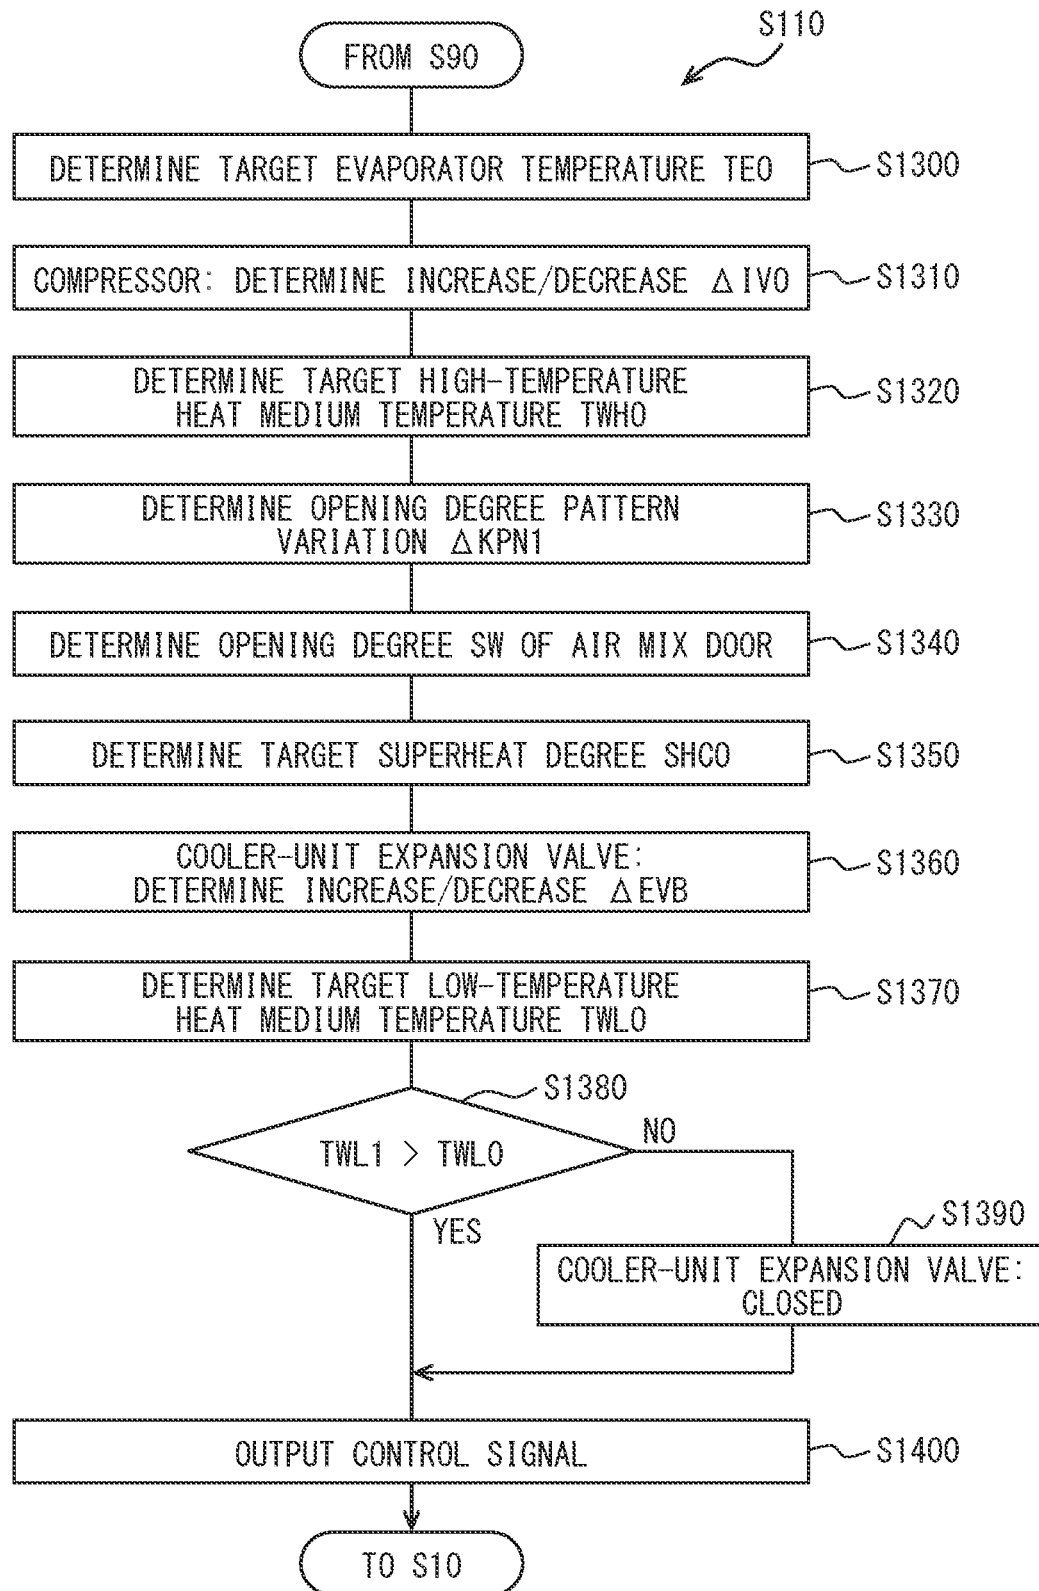 S110
FROM S90
DETERMINE TARGET EVAPORATOR TEMPERATURE TEO
S1300
COMPRESSOR: DETERMINE INCREASE/DECREASE ΔIVO
S1310
DETERMINE TARGET HIGH-TEMPERATURE
HEAT MEDIUM TEMPERATURE TWHO
S1320
DETERMINE OPENING DEGREE PATTERN
VARIATION ΔKPN1
S1330
DETERMINE OPENING DEGREE SW OF AIR MIX DOOR
S1340
DETERMINE TARGET SUPERHEAT DEGREE SHCO
S1350
COOLER-UNIT EXPANSION VALVE:
DETERMINE INCREASE/DECREASE ΔEVB
S1360
DETERMINE TARGET LOW-TEMPERATURE
HEAT MEDIUM TEMPERATURE TWLO
S1370
S1380
TWL1 > TWLO
NO
YES
S1390
COOLER-UNIT EXPANSION VALVE:
CLOSED
OUTPUT CONTROL SIGNAL
S1400
TO S10